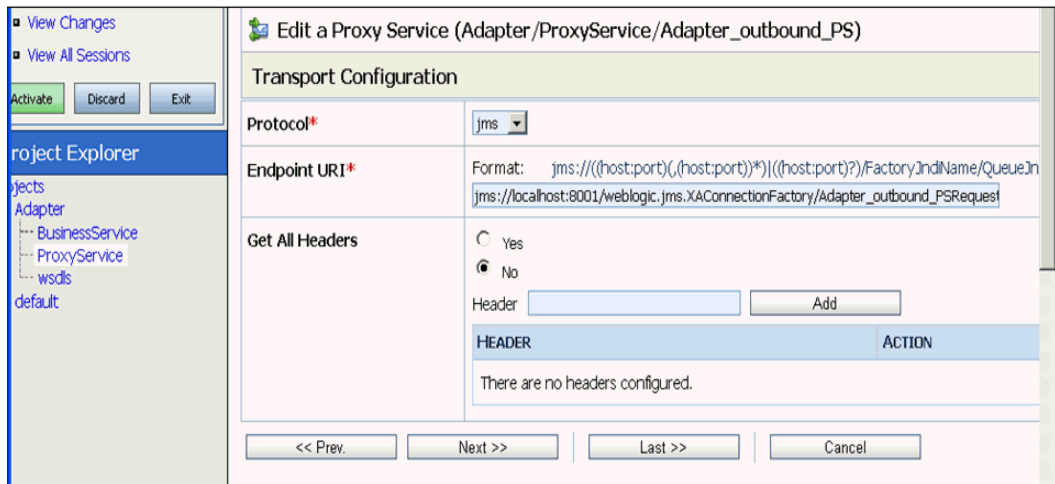 View Changes
View All Sessions
Activate Discard Exit
roject Explorer
jects
Adapter
BusinessService
ProxyService
wsdls
default
Edit a Proxy Service (Adapter/ProxyService/Adapter_outbound_PS)
Transport Configuration
Protocol* jms
Endpoint URI* Format: jms://((host:port)(,(host:port))*)|((host:port)?)/FactoryJndiName/QueueJn
jms://localhost:8001/weblogic.jms.XAConnectionFactory/Adapter_outbound_PSRequest
Get All Headers Yes
No
Header Add
HEADER ACTION
There are no headers configured.
<< Prev. Next >> Last >> Cancel